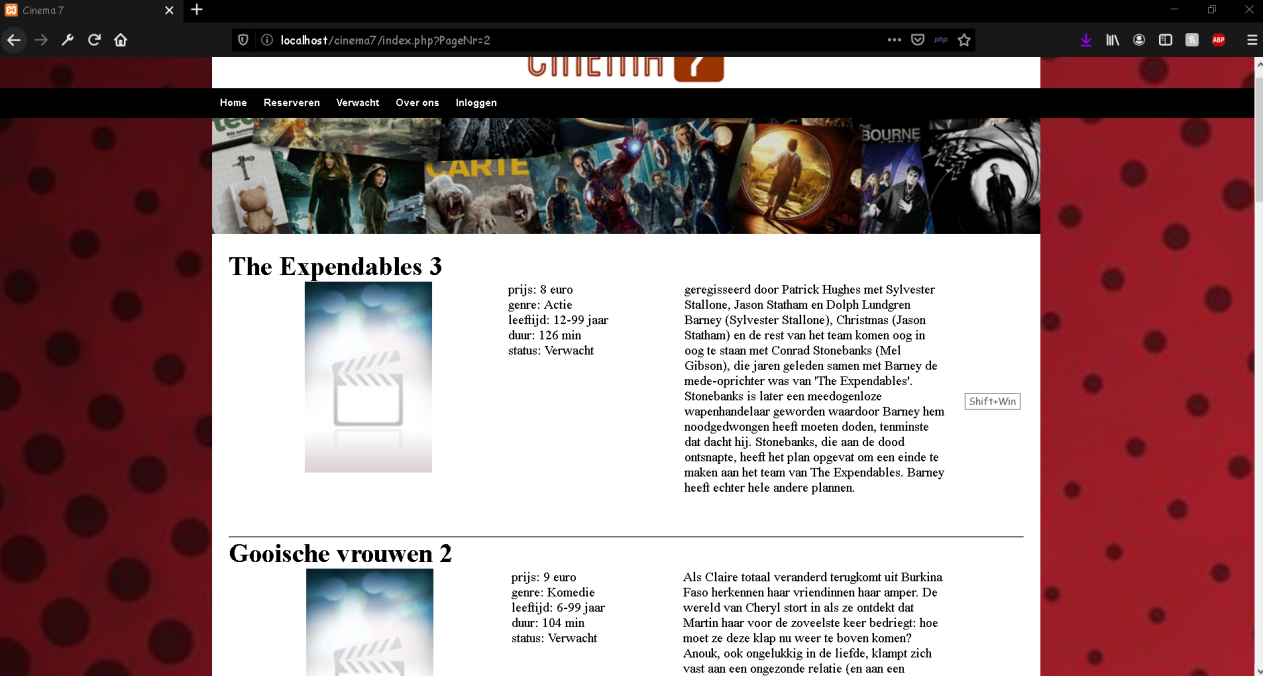 Cinema 7
localhost/cinema7/index.php?PageNr=2
php
ABP
CINEMA 7
Home Reserveren Verwacht Over ons Inloggen
CARTEL
BOURNE
The Expendables 3
prijs: 8 euro
genre: Actie
leeftijd: 12-99 jaar
duur: 126 min
status: Verwacht
geregisseerd door Patrick Hughes met Sylvester
Stallone, Jason Statham en Dolph Lundgren
Barney (Sylvester Stallone), Christmas (Jason
Statham) en de rest van het team komen oog in
oog te staan met Conrad Stonebanks (Mel
Gibson), die jaren geleden samen met Barney de
mede-oprichter was van 'The Expendables'.
Stonebanks is later een meedogenloze
wapenhandelaar geworden waardoor Barney hem
noodgedwongen heeft moeten doden, tenminste
dat dacht hij. Stonebanks, die aan de dood
ontsnapte, heeft het plan opgevat om een einde te
maken aan het team van The Expendables. Barney
heeft echter hele andere plannen.
Shift+Win
Gooische vrouwen 2
prijs: 9 euro
genre: Komedie
leeftijd: 6-99 jaar
duur: 104 min
status: Verwacht
Als Claire totaal veranderd terugkomt uit Burkina
Faso herkennen haar vriendinnen haar amper. De
wereld van Cheryl stort in als ze ontdekt dat
Martin haar voor de zoveelste keer bedriegt: hoe
moet ze deze klap nu weer te boven komen?
Anouk, ook ongelukkig in de liefde, klampt zich
vast aan een ongezonde relatie (en aan een